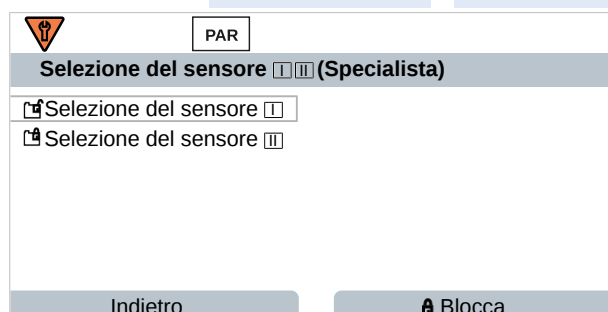 PAR
Selezione del sensore I II (Specialista)
Selezione del sensore I
Selezione del sensore II
Indietro
Blocca